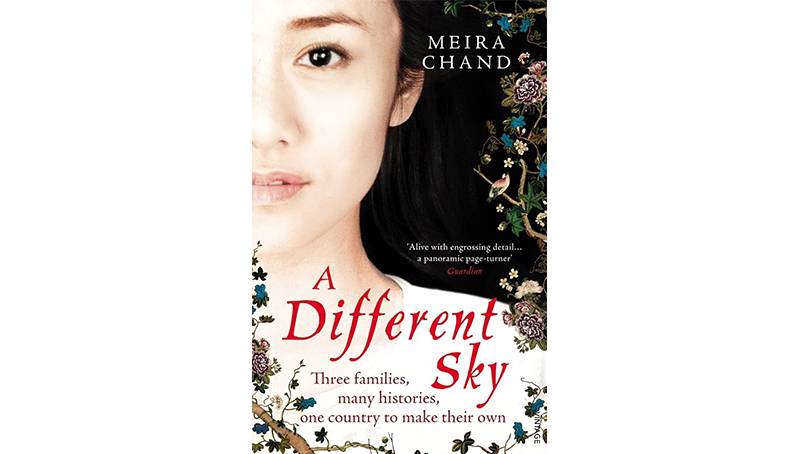 MEIRA
CHAND
'Alive with engrossing detail...
a panoramic page-turner'
Guardian
A
Different
Sky
Three families,
many histories,
one country to make their own
VINTAGE